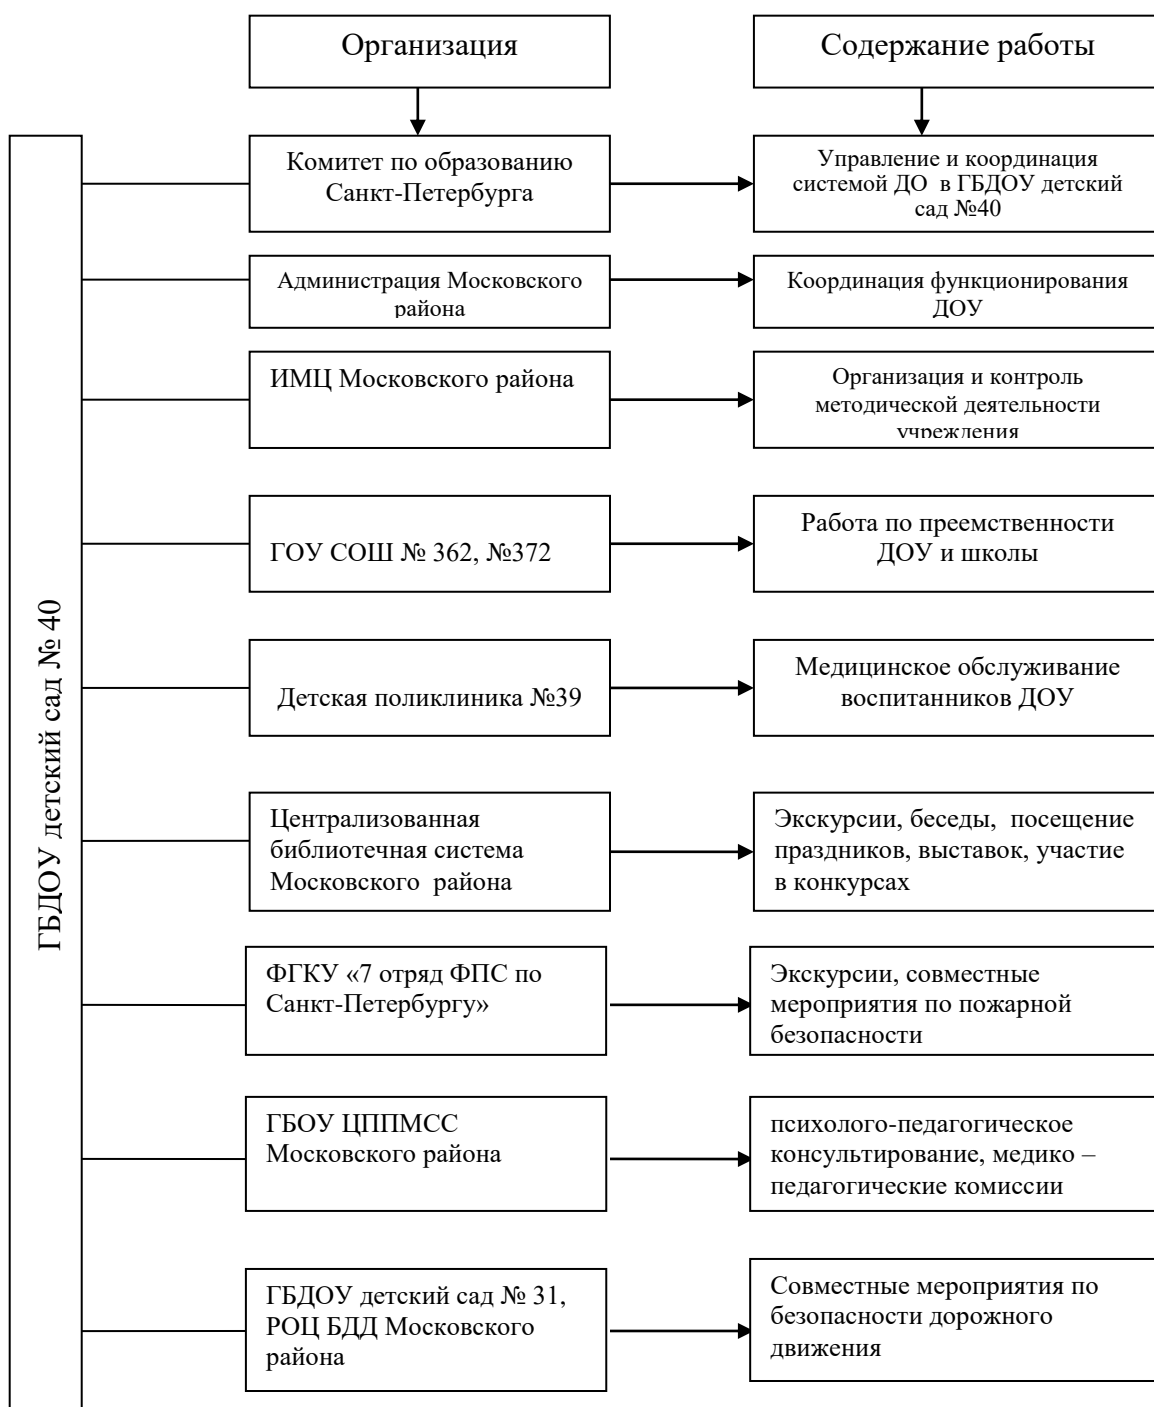 Организация
Содержание работы
ГБДОУ детский сад № 40
Комитет по образованию
Санкт-Петербурга
Управление и координация
системой ДО в ГБДОУ детский
сад №40
Администрация Московского
района
Координация функционирования
ДОУ
ИМЦ Московского района
Организация и контроль
методической деятельности
учреждения
ГОУ СОШ № 362, №372
Работа по преемственности
ДОУ и школы
Детская поликлиника №39
Медицинское обслуживание
воспитанников ДОУ
Централизованная
библиотечная система
Московского района
Экскурсии, беседы, посещение
праздников, выставок, участие
в конкурсах
ФГКУ «7 отряд ФПС по
Санкт-Петербургу»
Экскурсии, совместные
мероприятия по пожарной
безопасности
ГБОУ ЦППМСС
Московского района
психолого-педагогическое
консультирование, медико –
педагогические комиссии
ГБДОУ детский сад № 31,
РОЦ БДД Московского
района
Совместные мероприятия по
безопасности дорожного
движения